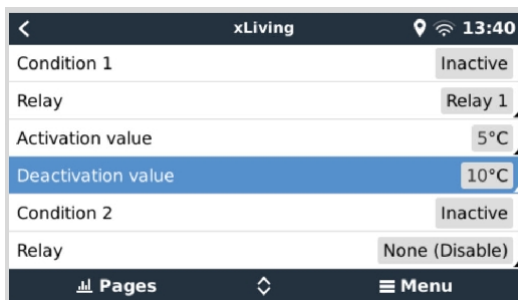 xLiving 13:40
Condition 1 Inactive
Relay Relay 1
Activation value 5°C
Deactivation value 10°C
Condition 2 Inactive
Relay None (Disable)
Pages Menu